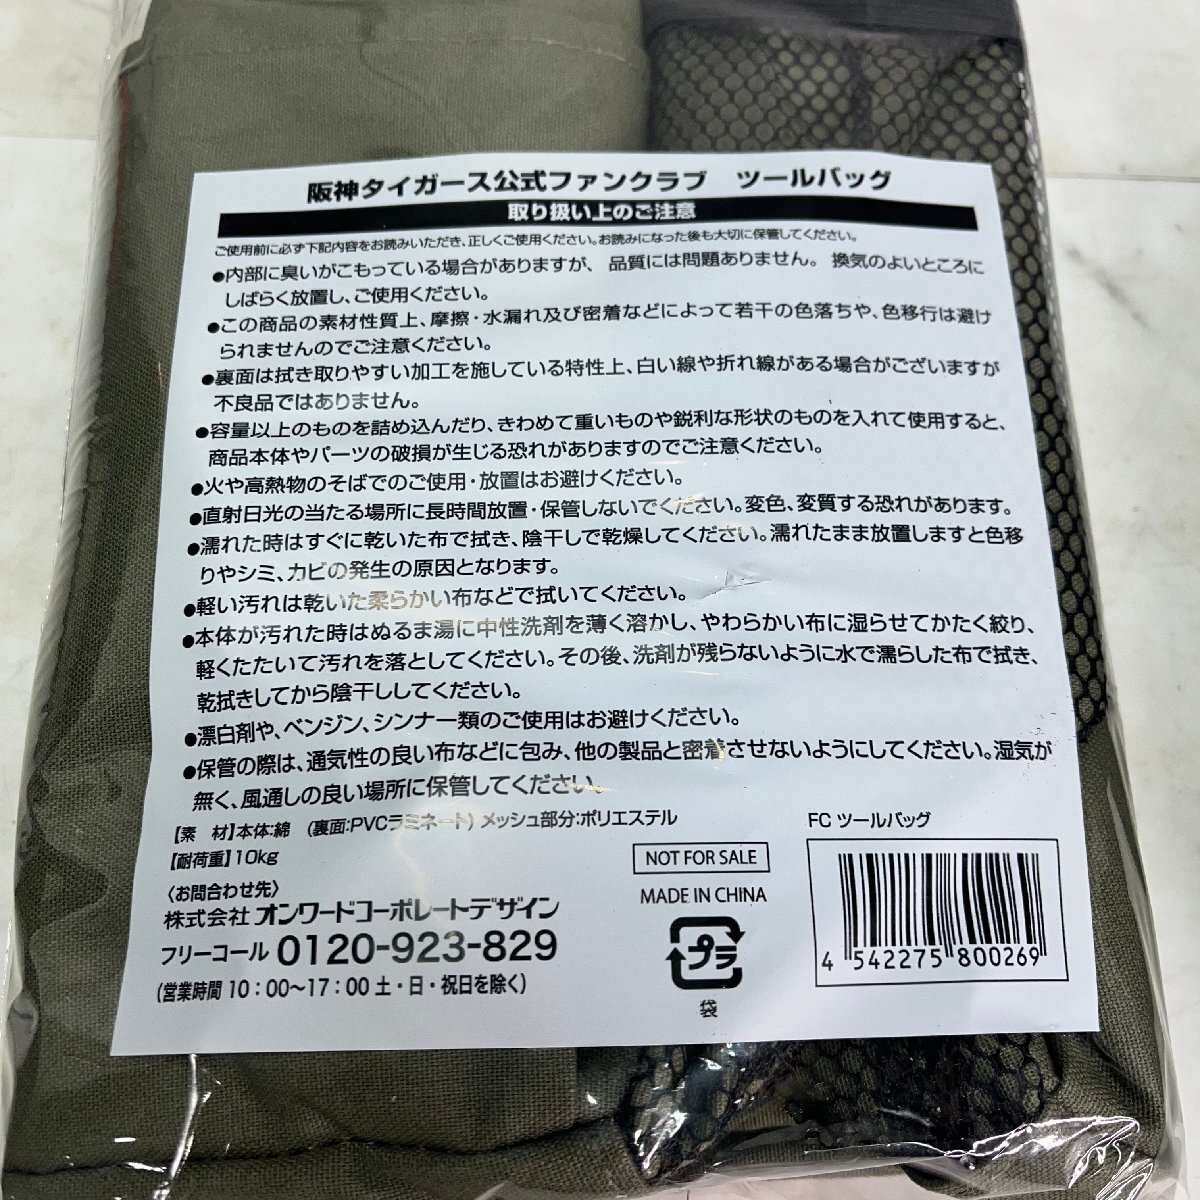 阪神タイガース公式ファンクラブ　ツールバッグ
取り扱い上のご注意
ご使用前に必ず下記内容をお読みいただき、正しくご使用ください。お読みになった後も大切に保管してください。
●内部に臭いがこもっている場合がありますが、品質には問題ありません。換気のよいところに
しばらく放置し、ご使用ください。
●この商品の素材性質上、摩擦・水漏れ及び密着などによって若干の色落ちや、色移行は避け
られませんのでご注意ください。
●裏面は拭き取りやすい加工を施している特性上、白い線や折れ線がある場合がございますが
不良品ではありません。
●容量以上のものを詰め込んだり、きわめて重いものや鋭利な形状のものを入れて使用すると、
商品本体やパーツの破損が生じる恐れがありますのでご注意ください。
●火や高熱物のそばでのご使用・放置はお避けください。
●直射日光の当たる場所に長時間放置・保管しないでください。変色、変質する恐れがあります。
●濡れた時はすぐに乾いた布で拭き、陰干しで乾燥してください。濡れたまま放置しますと色移
りやシミ、カビの発生の原因となります。
●軽い汚れは乾いた柔らかい布などで拭いてください。
●本体が汚れた時はぬるま湯に中性洗剤を薄く溶かし、やわらかい布に湿らせてかたく絞り、
軽くたたいて汚れを落としてください。その後、洗剤が残らないように水で濡らした布で拭き、
乾拭きしてから陰干ししてください。
●漂白剤や、ベンジン、シンナー類のご使用はお避けください。
●保管の際は、通気性の良い布などに包み、他の製品と密着させないようにしてください。湿気が
無く、風通しの良い場所に保管してください。
【素　材】本体:綿　(裏面:PVCラミネート) メッシュ部分:ポリエステル
【耐荷重】10kg
〈お問合わせ先〉
株式会社 オンワードコーポレートデザイン
フリーコール 0120-923-829
(営業時間 10：00～17：00 土・日・祝日を除く)
NOT FOR SALE
MADE IN CHINA
プラ
袋
FC ツールバッグ
4 542275 800269